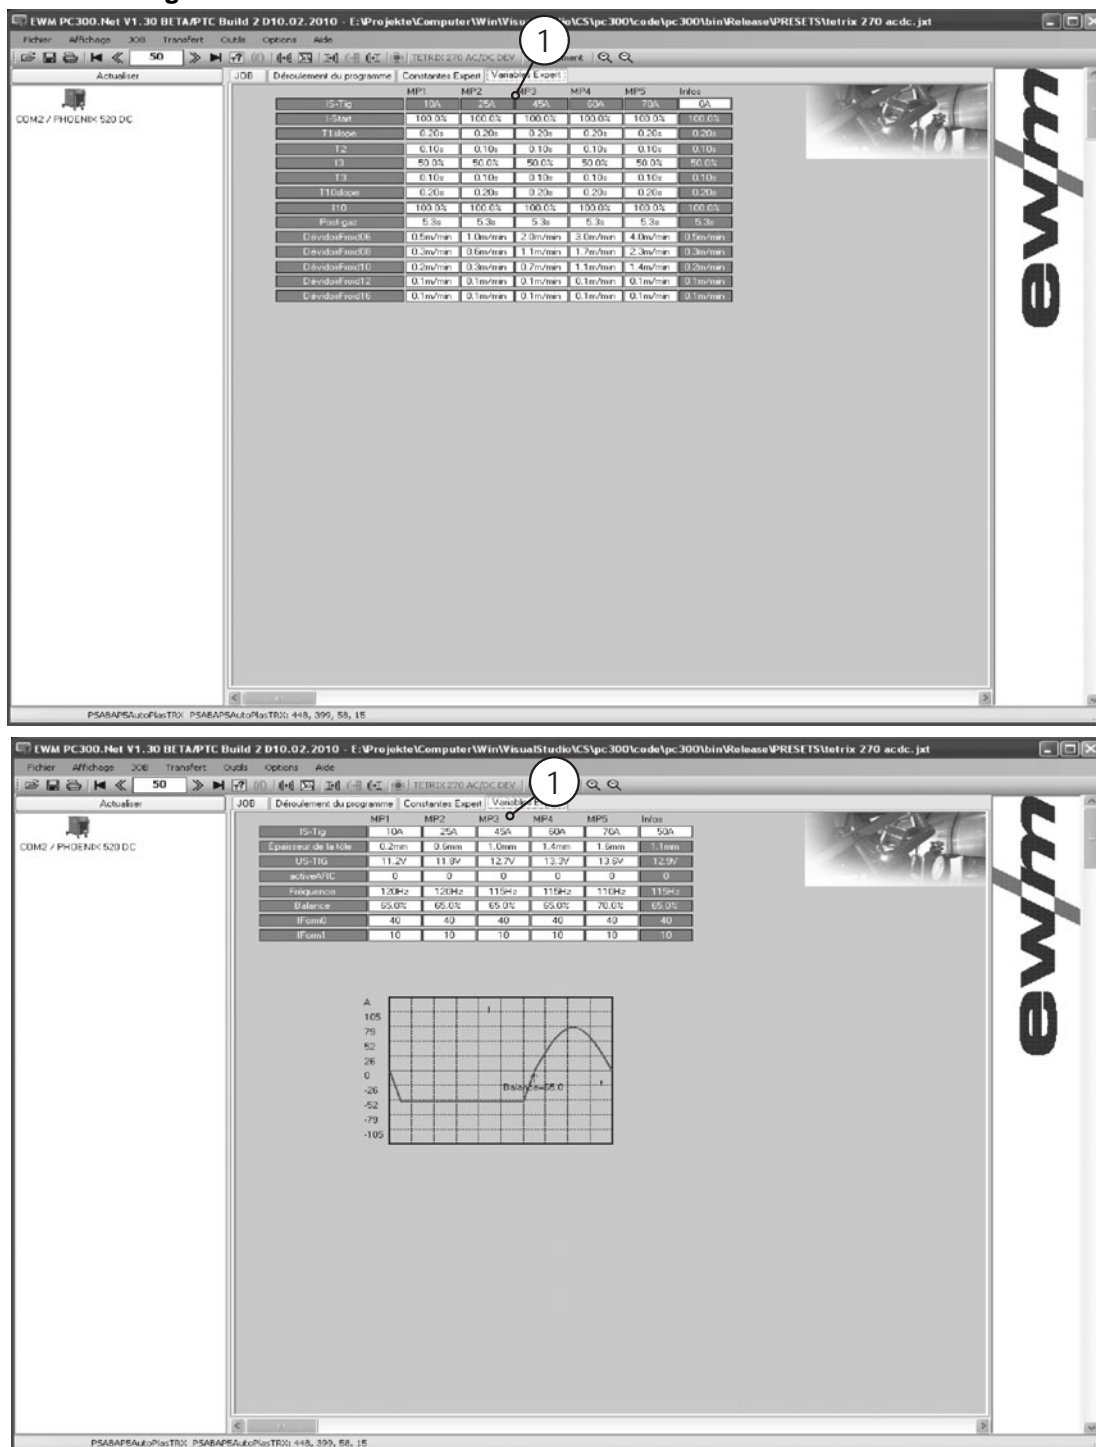 EWM PC300.Net V1.30 BETA/PTC Build 2 D10.02.2010 - E:\Projekte\Computer\Win\VisualStudio\CS\pc300\code\pc300\bin\Release\PRESETS\tetrix 270 acdc.jxt
Fichier Affichage JOB Transfert Outils Options Aide
50 TETRIX 270 AC/DC DEV
1
Actualiser JOB Déroulement du programme Constantes Expert Variables Expert
COM2 / PHOENIX 520 DC
MP1 MP2 MP3 MP4 MP5 Infos
IS-Tig 10A 25A 45A 60A 70A 0A
I-Start 100.0% 100.0% 100.0% 100.0% 100.0% 100.0%
T1slope 0.20s 0.20s 0.20s 0.20s 0.20s 0.20s
T2 0.10s 0.10s 0.10s 0.10s 0.10s 0.10s
I3 50.0% 50.0% 50.0% 50.0% 50.0% 50.0%
T3 0.10s 0.10s 0.10s 0.10s 0.10s 0.10s
T10slope 0.20s 0.20s 0.20s 0.20s 0.20s 0.20s
I10 100.0% 100.0% 100.0% 100.0% 100.0% 100.0%
Post-gaz 5.3s 5.3s 5.3s 5.3s 5.3s 5.3s
DévidosFroid06 0.5m/min 1.0m/min 2.0m/min 3.0m/min 4.0m/min 0.5m/min
DévidosFroid08 0.3m/min 0.6m/min 1.1m/min 1.7m/min 2.3m/min 0.3m/min
DévidosFroid10 0.2m/min 0.3m/min 0.7m/min 1.1m/min 1.4m/min 0.2m/min
DévidosFroid12 0.1m/min 0.1m/min 0.1m/min 0.1m/min 0.1m/min 0.1m/min
DévidosFroid16 0.1m/min 0.1m/min 0.1m/min 0.1m/min 0.1m/min 0.1m/min
ewm
PSABAPSAutoPlasTRX PSABAPSAutoPlasTRX: 448, 399, 58, 15
EWM PC300.Net V1.30 BETA/PTC Build 2 D10.02.2010 - E:\Projekte\Computer\Win\VisualStudio\CS\pc300\code\pc300\bin\Release\PRESETS\tetrix 270 acdc.jxt
Fichier Affichage JOB Transfert Outils Options Aide
50 TETRIX 270 AC/DC DEV
1
Actualiser JOB Déroulement du programme Constantes Expert
COM2 / PHOENIX 520 DC
MP1 MP2 MP3 MP4 MP5 Infos
IS-Tig 10A 25A 45A 60A 70A 50A
Épaisseur de la tôle 0.2mm 0.6mm 1.0mm 1.4mm 1.6mm 1.1mm
US-TIG 11.2V 11.8V 12.7V 13.3V 13.6V 12.9V
activeARC 0 0 0 0 0 0
Fréquence 120Hz 120Hz 115Hz 115Hz 110Hz 115Hz
Balance 65.0% 65.0% 65.0% 65.0% 70.0% 65.0%
IForm0 40 40 40 40 40 40
IForm1 10 10 10 10 10 10
A
105
79
52
26
0
-26
-52
-79
-105
Balance=65.0
ewm
PSABAPSAutoPlasTRX PSABAPSAutoPlasTRX: 448, 399, 58, 15